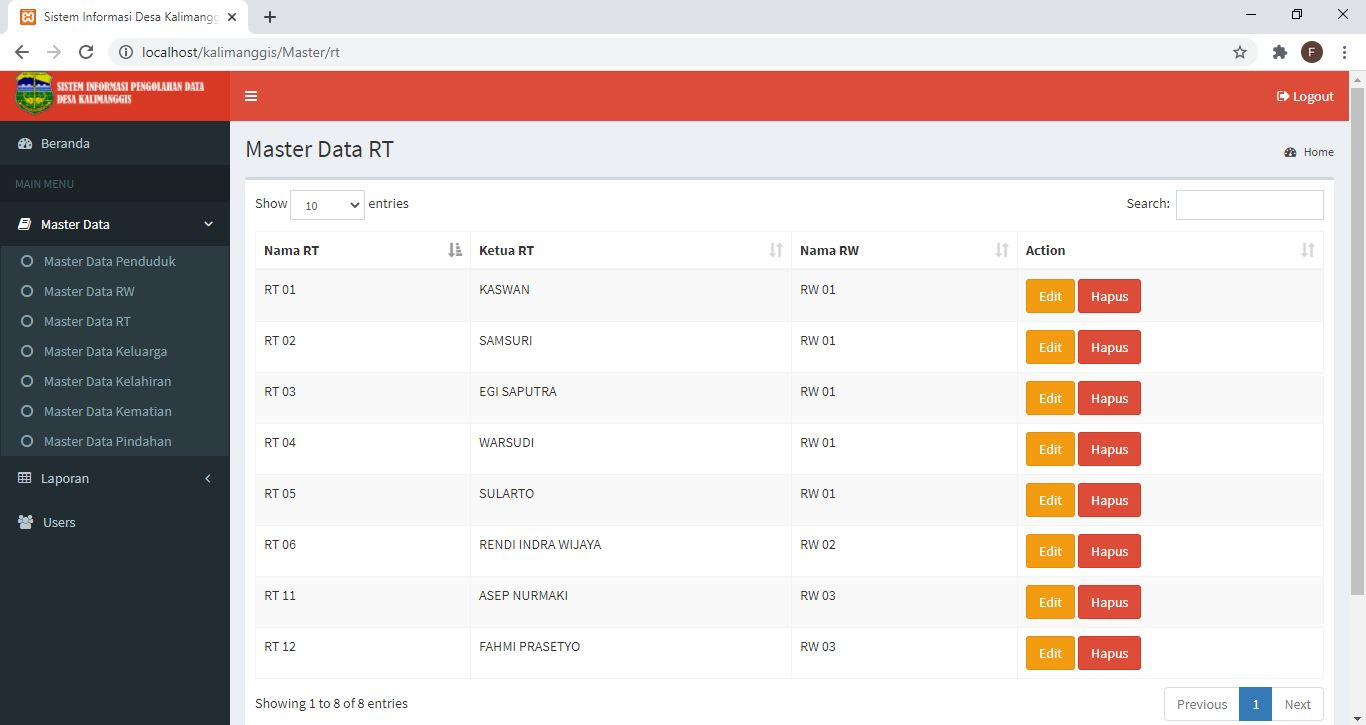 Sistem Informasi Desa Kalimangg
localhost/kalimanggis/Master/rt
F
SISTEM INFORMASI PENGOLAHAN DATA
DESA KALIMANGGIS
Logout
Beranda
MAIN MENU
Master Data
Master Data Penduduk
Master Data RW
Master Data RT
Master Data Keluarga
Master Data Kelahiran
Master Data Kematian
Master Data Pindahan
Laporan
Users
Master Data RT
Home
Show 10 entries
Search:
Nama RT Ketua RT Nama RW Action
RT 01 KASWAN RW 01 Edit Hapus
RT 02 SAMSURI RW 01 Edit Hapus
RT 03 EGI SAPUTRA RW 01 Edit Hapus
RT 04 WARSUDI RW 01 Edit Hapus
RT 05 SULARTO RW 01 Edit Hapus
RT 06 RENDI INDRA WIJAYA RW 02 Edit Hapus
RT 11 ASEP NURMAKI RW 03 Edit Hapus
RT 12 FAHMI PRASETYO RW 03 Edit Hapus
Showing 1 to 8 of 8 entries
Previous 1 Next